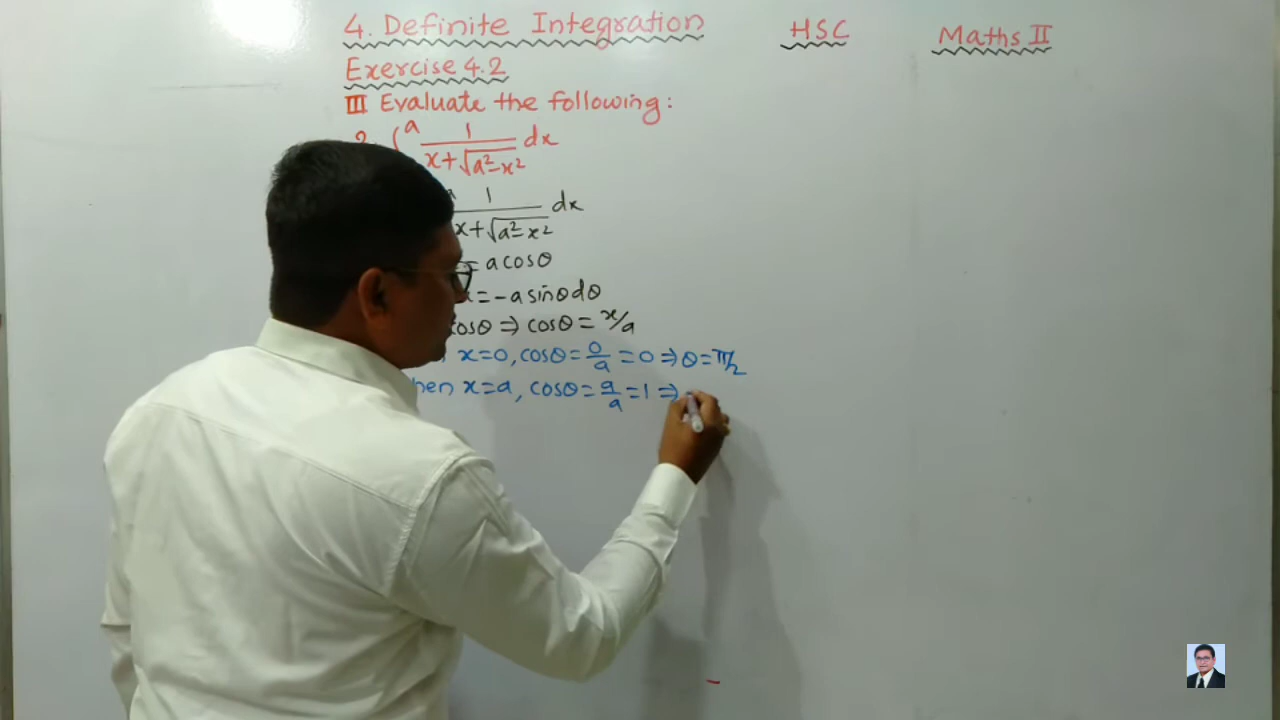 4. Definite Integration HSC Maths II
Exercise 4.2
III Evaluate the following:
∫ᵃ 1/(x+√(a²-x²)) dx
1/(x+√(a²-x²)) dx
= a cosθ
= -a sinθ dθ
cosθ ⇒ cosθ = x/a
x=0, cosθ = 0/a = 0 ⇒ θ = π/2
hen x=a, cosθ = a/a = 1 ⇒